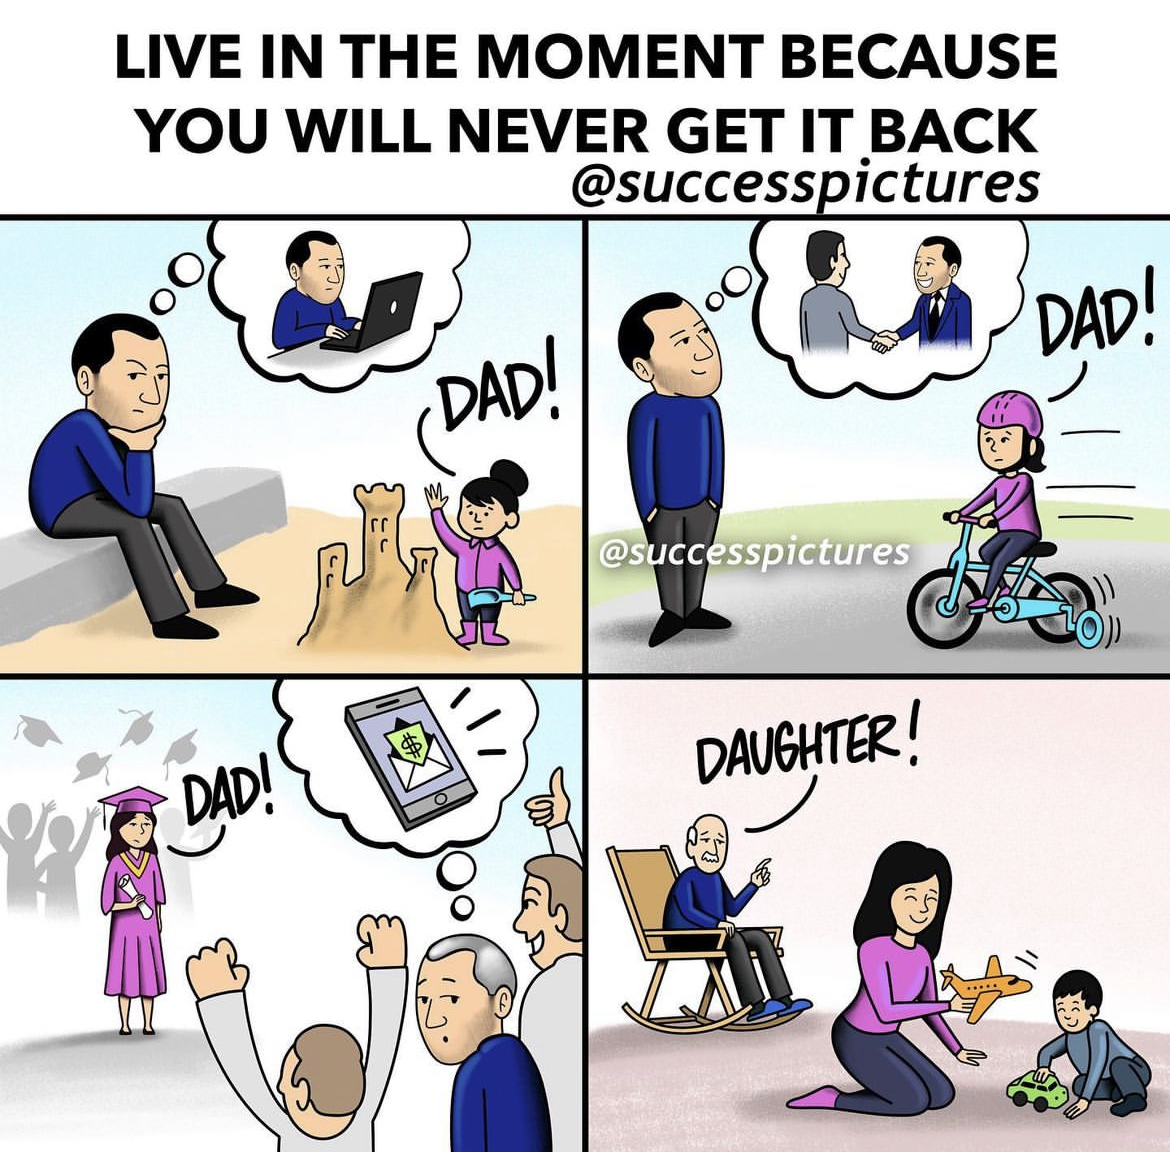 LIVE IN THE MOMENT BECAUSE
YOU WILL NEVER GET IT BACK
@successpictures
DAD!
DAD!
@successpictures
DAD!
$
DAUGHTER!